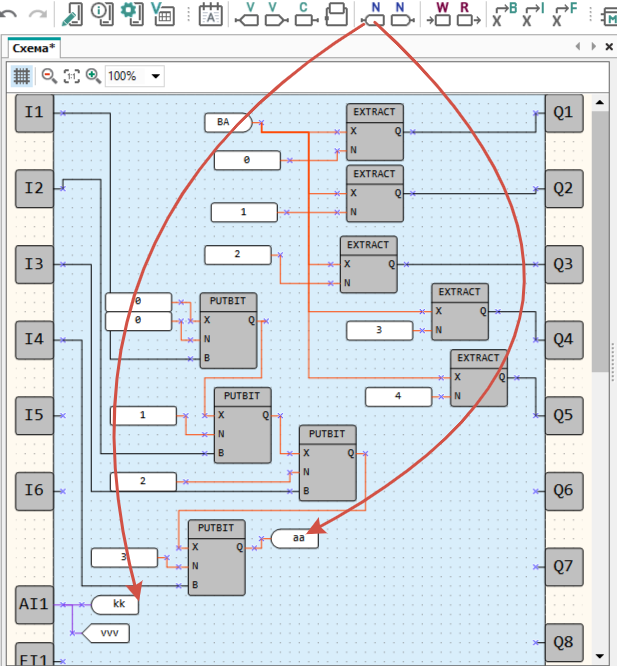 V V C N N W R B I F
Схема*
100%
I1
I2
I3
I4
I5
I6
AI1
FI1
BA
0
1
2
EXTRACT
X Q
N
EXTRACT
X Q
N
EXTRACT
X Q
N
EXTRACT
3
X Q
N
EXTRACT
4
X Q
N
0
0
PUTBIT
X Q
N
B
1
PUTBIT
X Q
N
B
2
PUTBIT
X Q
N
B
3
PUTBIT
X Q
N
B
aa
kk
vvv
Q1
Q2
Q3
Q4
Q5
Q6
Q7
Q8